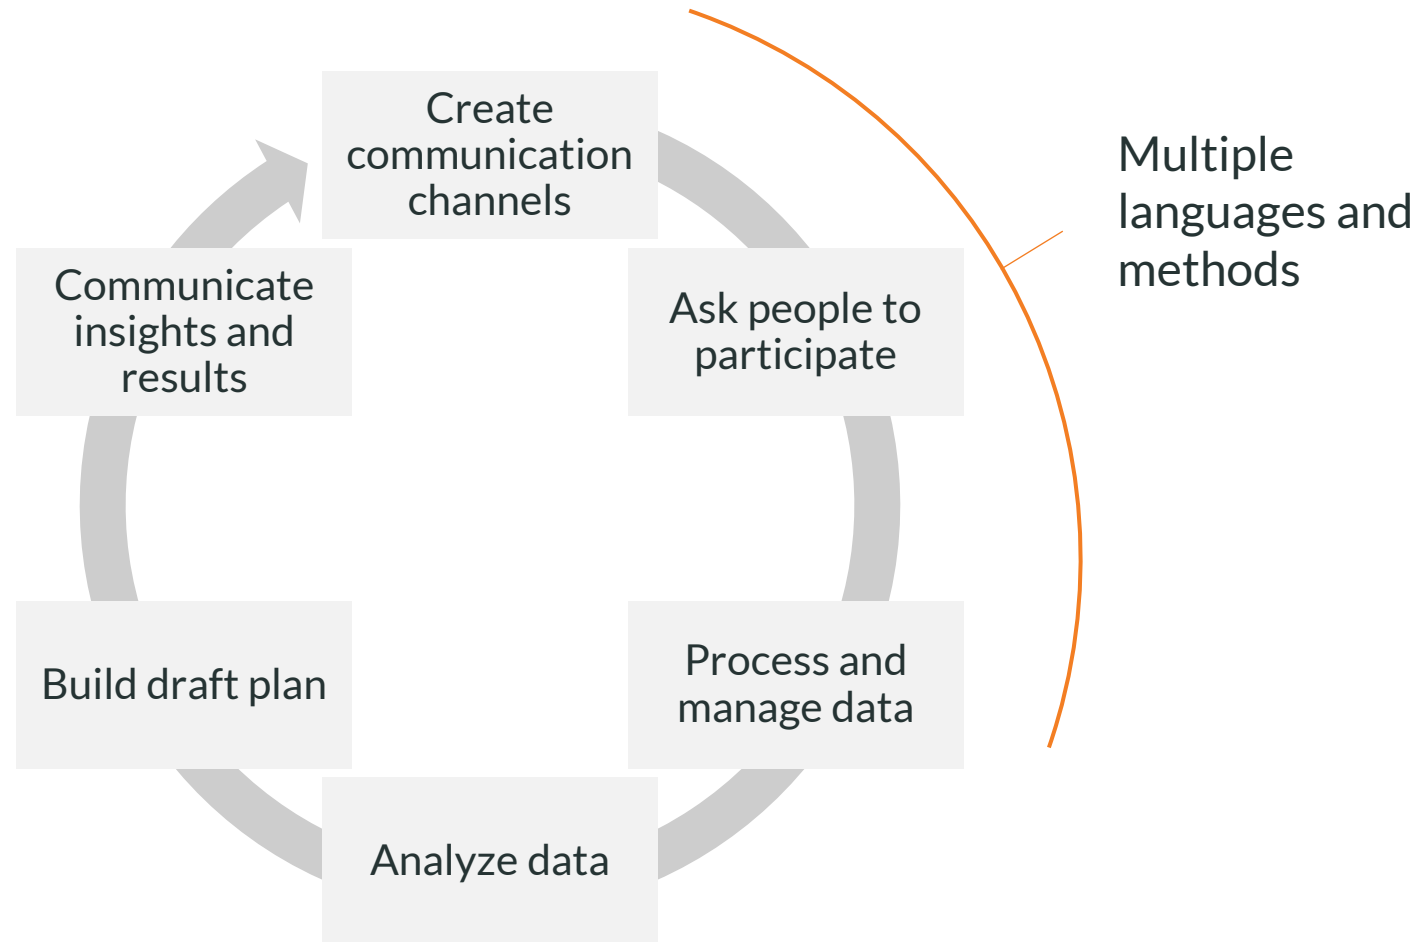 Create
communication
channels
Multiple
languages and
methods
Ask people to
participate
Process and
manage data
Analyze data
Build draft plan
Communicate
insights and
results